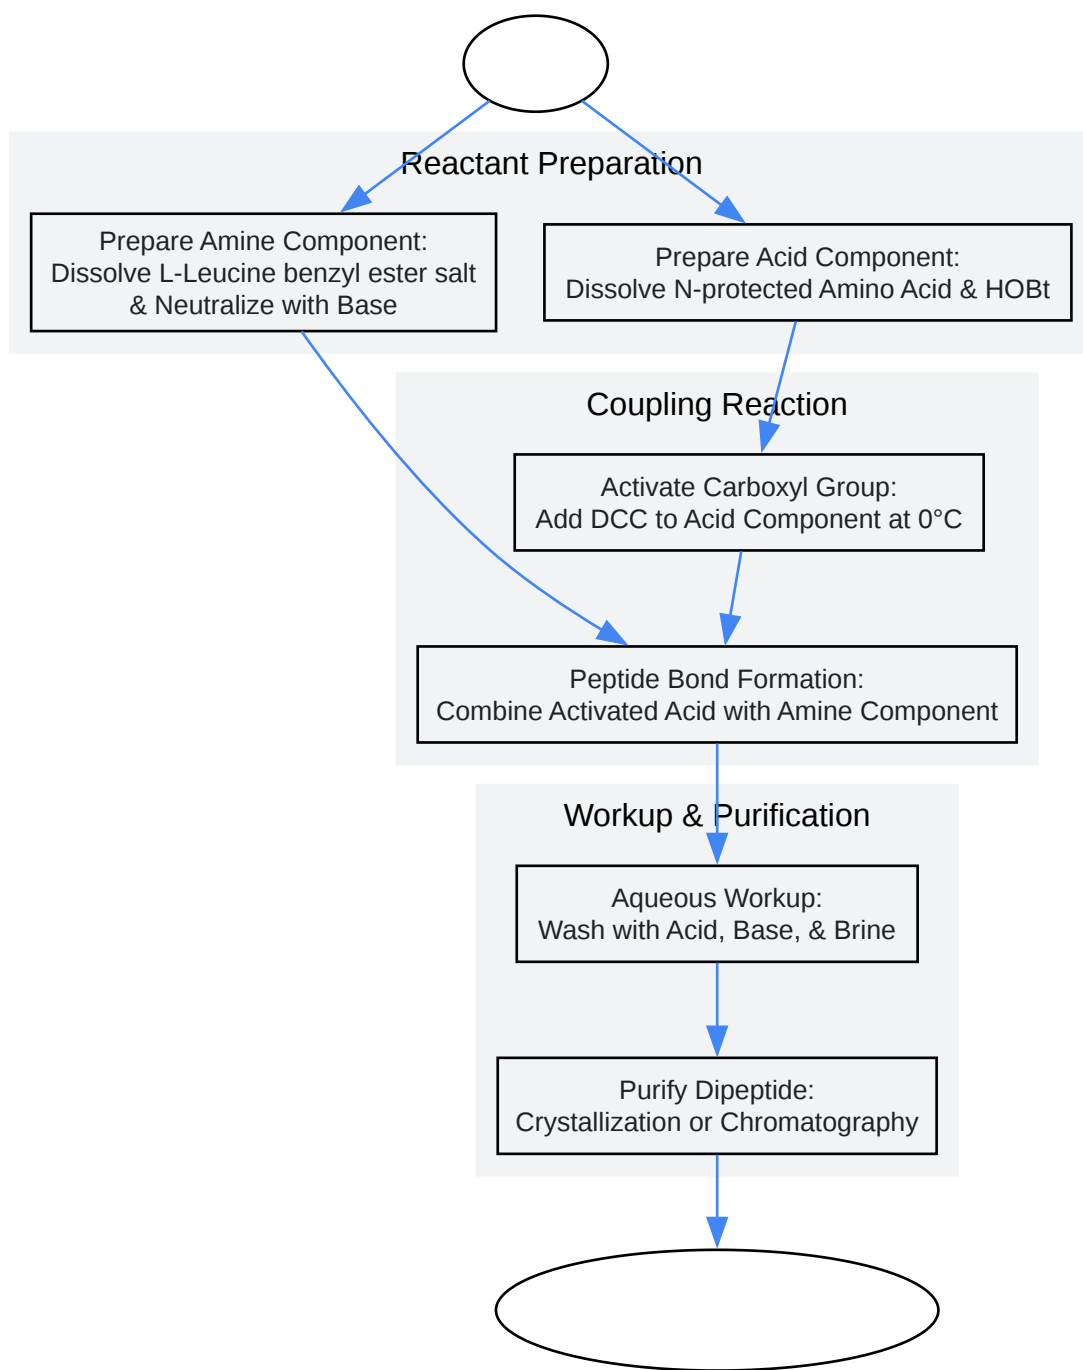 Reactant Preparation
Prepare Amine Component:
Dissolve L-Leucine benzyl ester salt
& Neutralize with Base
Prepare Acid Component:
Dissolve N-protected Amino Acid & HOBt
Coupling Reaction
Activate Carboxyl Group:
Add DCC to Acid Component at 0°C
Peptide Bond Formation:
Combine Activated Acid with Amine Component
Workup & Purification
Aqueous Workup:
Wash with Acid, Base, & Brine
Purify Dipeptide:
Crystallization or Chromatography